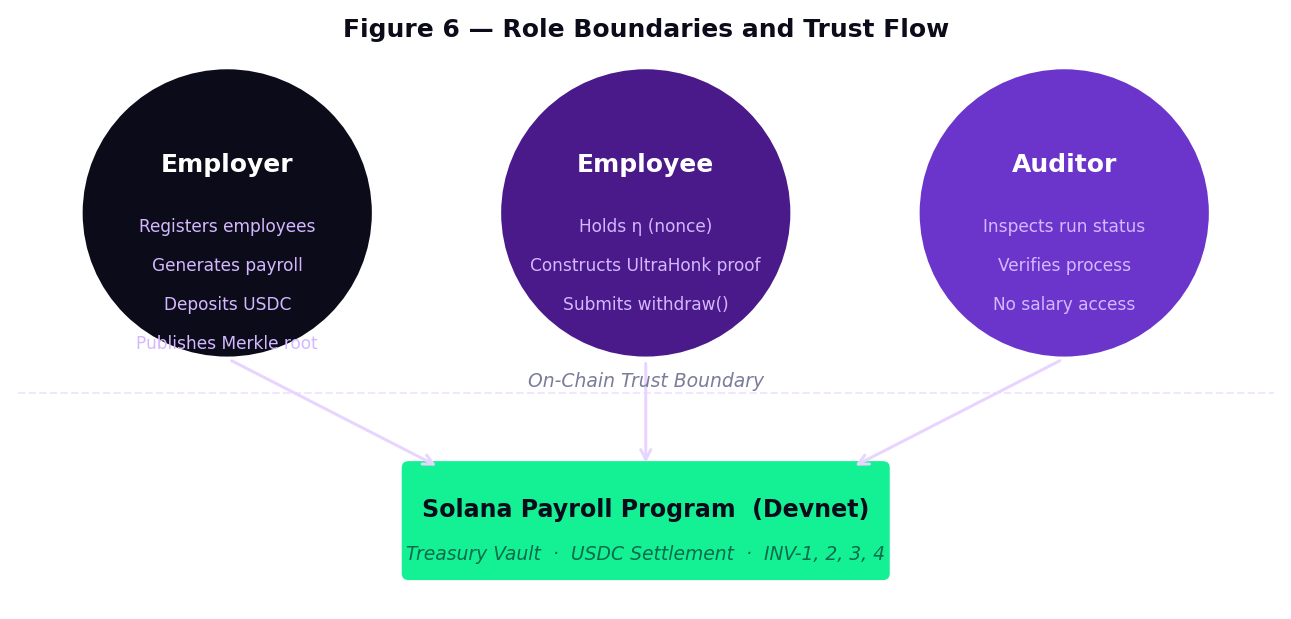 Figure 6 — Role Boundaries and Trust Flow
Employer
Registers employees
Generates payroll
Deposits USDC
Publishes Merkle root
Employee
Holds η (nonce)
Constructs UltraHonk proof
Submits withdraw()
Auditor
Inspects run status
Verifies process
No salary access
On-Chain Trust Boundary
Solana Payroll Program (Devnet)
Treasury Vault · USDC Settlement · INV-1, 2, 3, 4